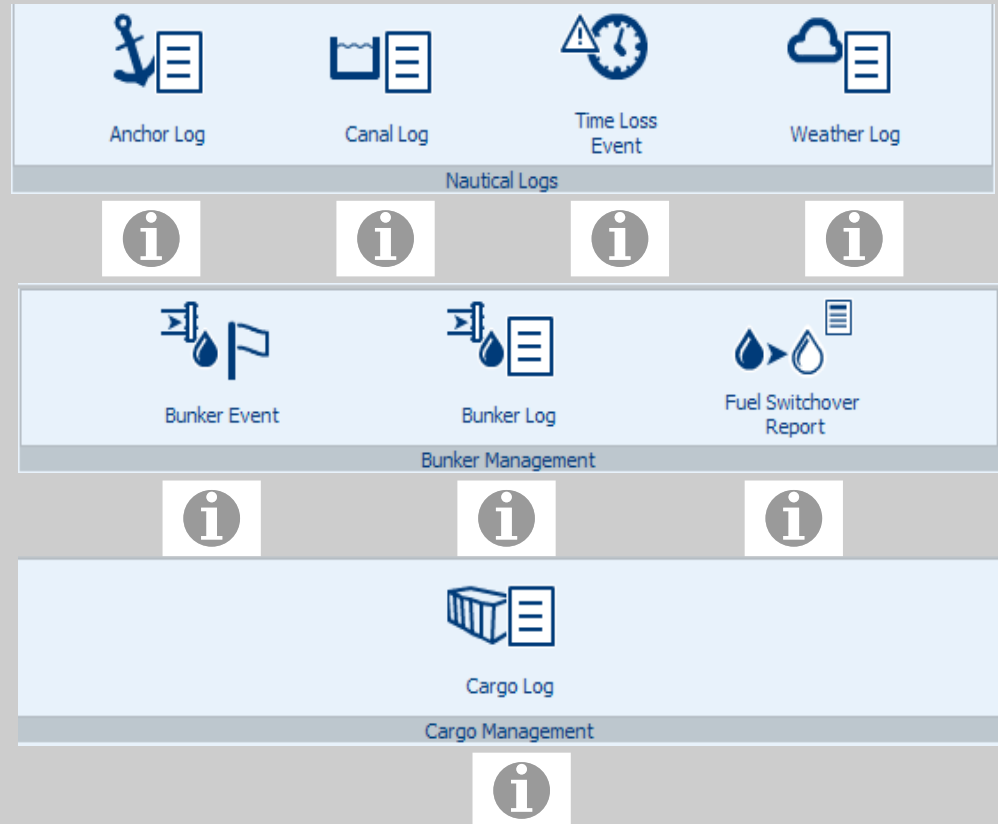 Anchor Log
Canal Log
Time Loss
Event
Weather Log
Nautical Logs
Bunker Event
Bunker Log
Fuel Switchover
Report
Bunker Management
Cargo Log
Cargo Management